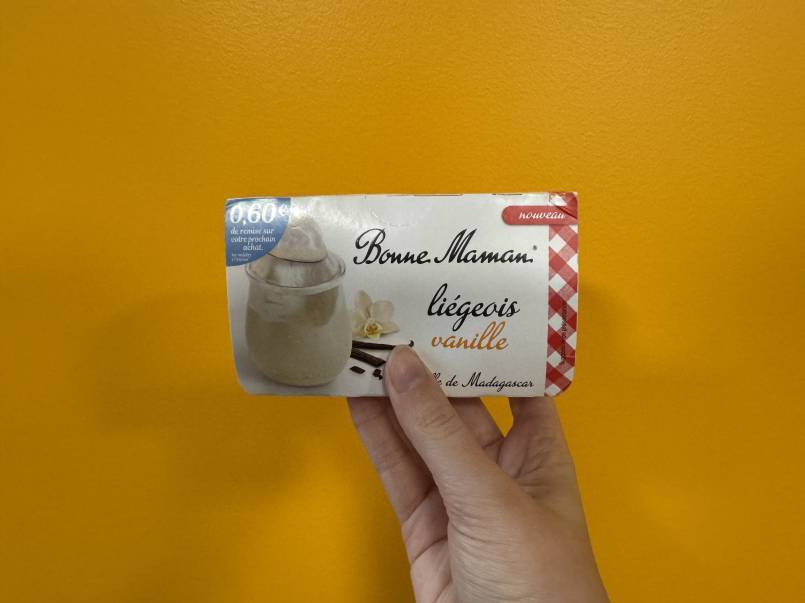 0,60€
de remise sur
votre prochain
achat.
nouveau
Bonne Maman
liégeois
vanille
de Madagascar